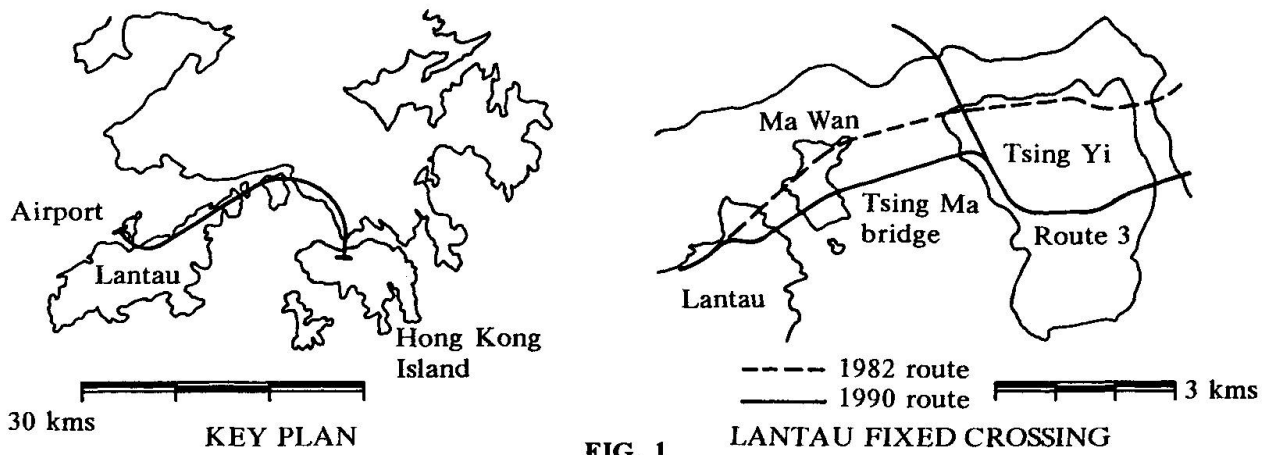 Airport
Lantau
Hong Kong
Island
30 kms
KEY PLAN
Ma Wan
Tsing Yi
Tsing Ma
bridge
Route 3
Lantau
1982 route
1990 route
3 kms
LANTAU FIXED CROSSING
FIG. 1